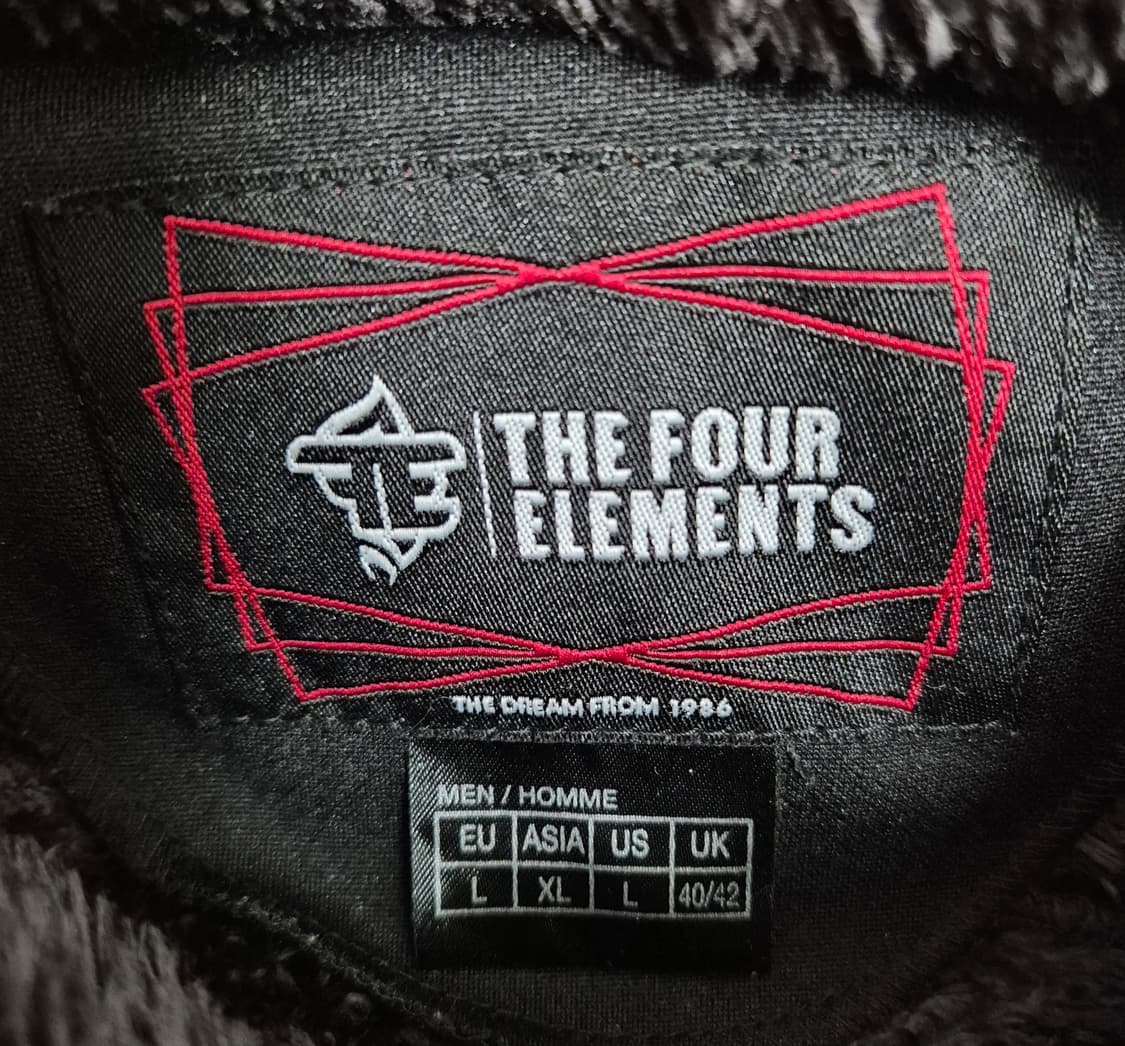 THE FOUR
ELEMENTS
THE DREAM FROM 1986
MEN / HOMME
EU ASIA US UK
L XL L 40/42